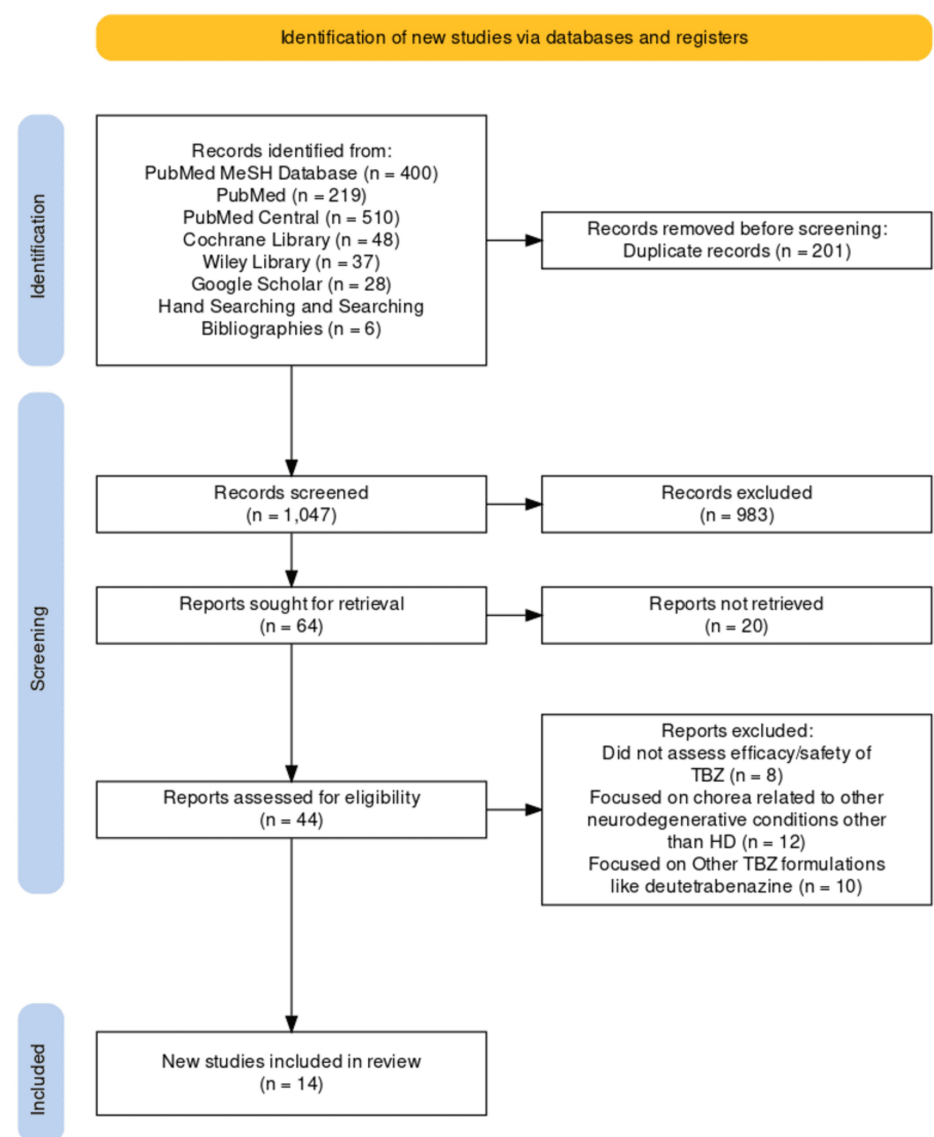 Identification of new studies via databases and registers
Identification
Records identified from:
PubMed MeSH Database (n = 400)
PubMed (n = 219)
PubMed Central (n = 510)
Cochrane Library (n = 48)
Wiley Library (n = 37)
Google Scholar (n = 28)
Hand Searching and Searching
Bibliographies (n = 6)
Records removed before screening:
Duplicate records (n = 201)
Screening
Records screened
(n = 1,047)
Records excluded
(n = 983)
Reports sought for retrieval
(n = 64)
Reports not retrieved
(n = 20)
Reports assessed for eligibility
(n = 44)
Reports excluded:
Did not assess efficacy/safety of
TBZ (n = 8)
Focused on chorea related to other
neurodegenerative conditions other
than HD (n = 12)
Focused on Other TBZ formulations
like deutetrabenazine (n = 10)
Included
New studies included in review
(n = 14)